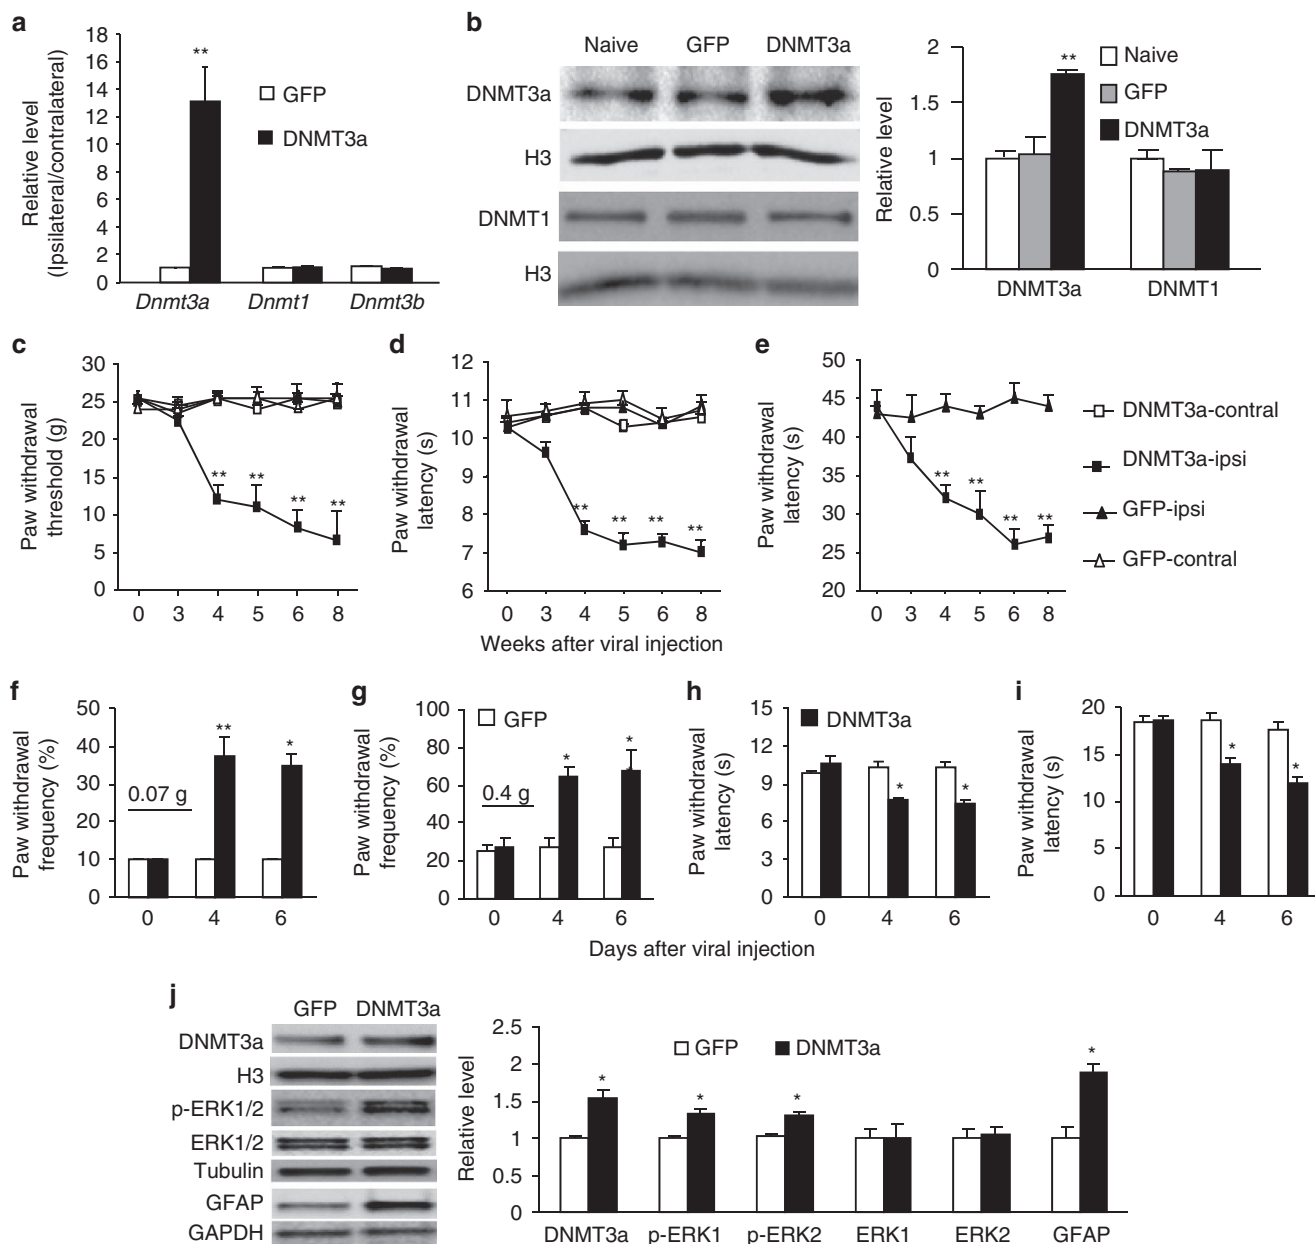 a
Relative level
(Ipsilateral/contralateral)
18
16
14
12
10
8
6
4
2
0
**
GFP
DNMT3a
Dnmt3a Dnmt1 Dnmt3b
b
Naive GFP DNMT3a
DNMT3a
H3
DNMT1
H3
Relative level
2
1.5
1
0.5
0
**
Naive
GFP
DNMT3a
DNMT3a DNMT1
c
Paw withdrawal
threshold (g)
30
25
20
15
10
5
0
** ** ** **
0 3 4 5 6 8
d
Paw withdrawal
latency (s)
12
11
10
9
8
7
6
** ** ** **
0 3 4 5 6 8
Weeks after viral injection
e
Paw withdrawal
latency (s)
50
45
40
35
30
25
20
** ** ** **
0 3 4 5 6 8
DNMT3a-contral
DNMT3a-ipsi
GFP-ipsi
GFP-contral
f
Paw withdrawal
frequency (%)
50
40
30
20
10
0
0.07 g
** *
0 4 6
g
Paw withdrawal
frequency (%)
100
80
60
40
20
0
GFP
0.4 g
* * *
0 4 6
h
Paw withdrawal
latency (s)
15
12
9
6
3
0
DNMT3a
* *
0 4 6
i
Paw withdrawal
latency (s)
20
15
10
5
0
* *
0 4 6
Days after viral injection
j
GFP DNMT3a
DNMT3a
H3
p-ERK1/2
ERK1/2
Tubulin
GFAP
GAPDH
Relative level
2.5
2
1.5
1
0.5
0
GFP DNMT3a
* * * *
DNMT3a p-ERK1 p-ERK2 ERK1 ERK2 GFAP